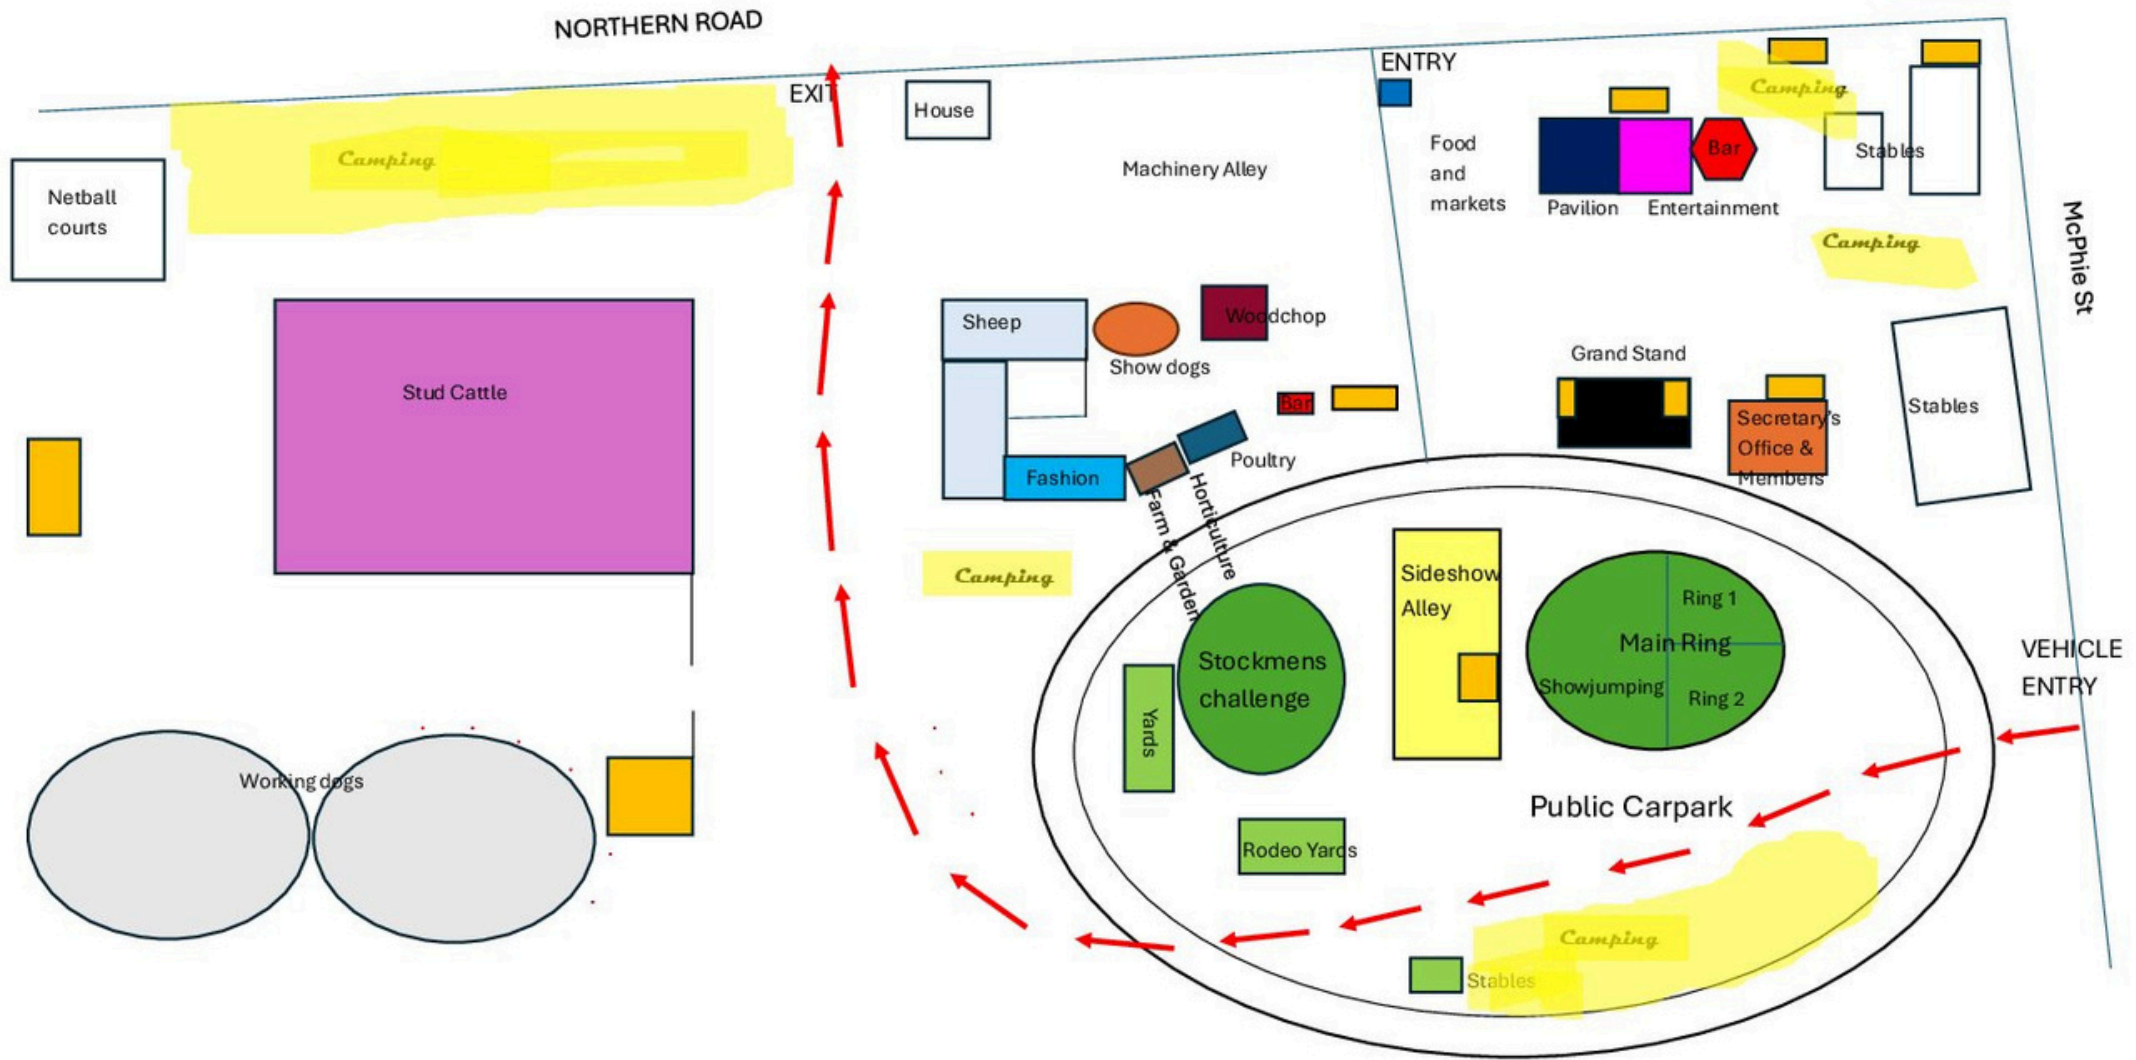 NORTHERN ROAD
EXIT
House
ENTRY
Camping
Camping
Netball
courts
Machinery Alley
Food
and
markets
Bar
Stables
Pavilion
Entertainment
McPhie St
Camping
Sheep
Show dogs
Woodchop
Grand Stand
Stud Cattle
Bar
Secretary's
Office &
Members
Stables
Fashion
Poultry
Farm & Garden
Horticulture
Camping
Sideshow
Alley
Ring 1
Main Ring
Showjumping
Ring 2
VEHICLE
ENTRY
Stockmens
challenge
Yards
Working dogs
Public Carpark
Rodeo Yards
Camping
Stables